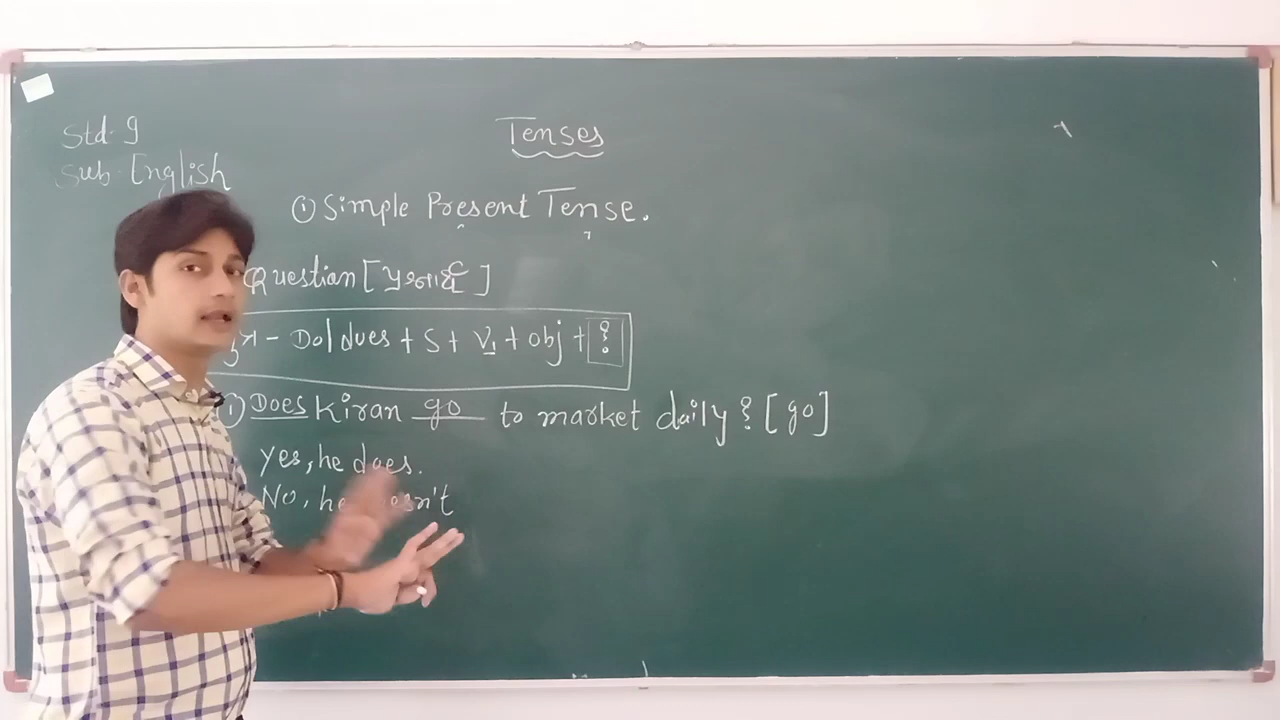 Std- 9
Sub- English
Tenses
① Simple Present Tense.
Question [પ્રશ્નાર્થ]
- Do/does + S + V1 + obj + ?
① Does Kiran go to market daily ? [go]
Yes, he does.
No, he doesn't